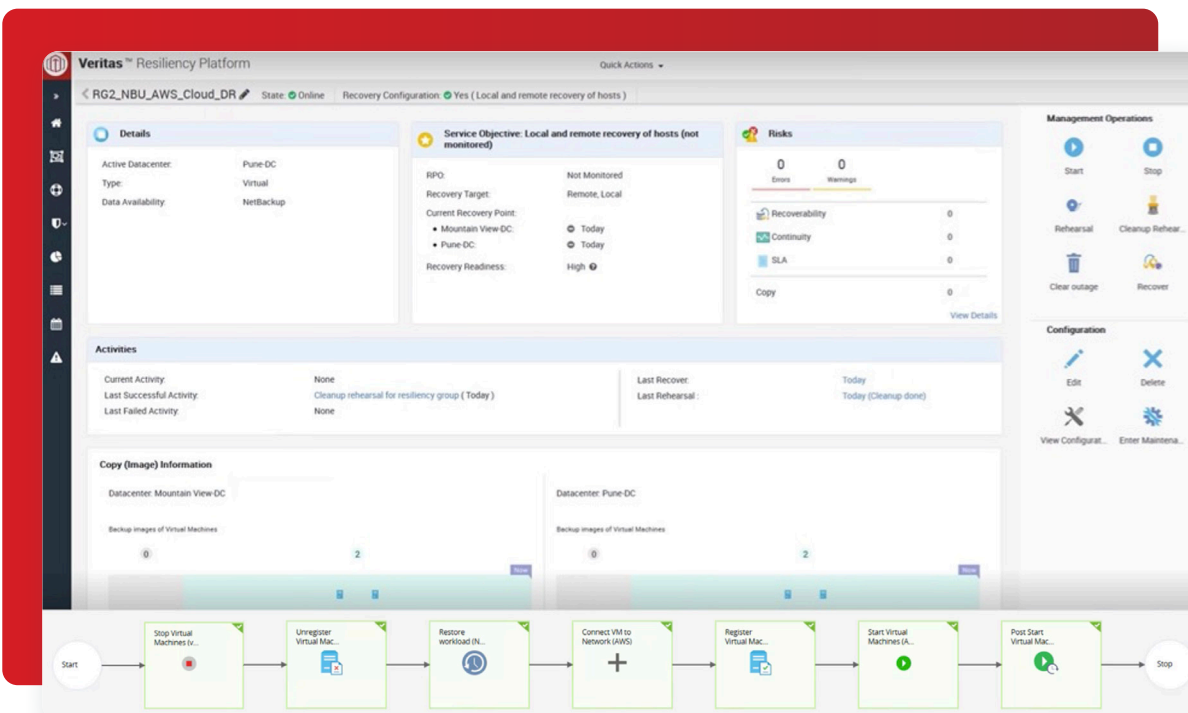 Veritas™ Resiliency Platform
Quick Actions
RG2_NBU_AWS_Cloud_DR State: Online Recovery Configuration: Yes ( Local and remote recovery of hosts )
Details
Active Datacenter: Pune-DC
Type: Virtual
Data Availability: NetBackup
Service Objective: Local and remote recovery of hosts (not
monitored)
RPO: Not Monitored
Recovery Target: Remote, Local
Current Recovery Point:
• Mountain View-DC: Today
• Pune-DC: Today
Recovery Readiness: High
Risks
0 0
Errors Warnings
Recoverability 0
Continuity 0
SLA 0
Copy 0
View Details
Management Operations
Start Stop
Rehearsal Cleanup Rehear...
Clear outage Recover
Configuration
Edit Delete
View Configurat... Enter Maintena...
Activities
Current Activity: None
Last Successful Activity: Cleanup rehearsal for resiliency group ( Today )
Last Failed Activity: None
Last Recover: Today
Last Rehearsal : Today (Cleanup done)
Copy (Image) Information
Datacenter: Mountain View-DC
Backup images of Virtual Machines
0 2
Now
Datacenter: Pune-DC
Backup images of Virtual Machines
0 2
Now
Start
Stop Virtual
Machines (v...
Unregister
Virtual Mac...
Restore
workload (N...
Connect VM to
Network (AWS)
Register
Virtual Mac...
Start Virtual
Machines (A...
Post Start
Virtual Mac...
Stop